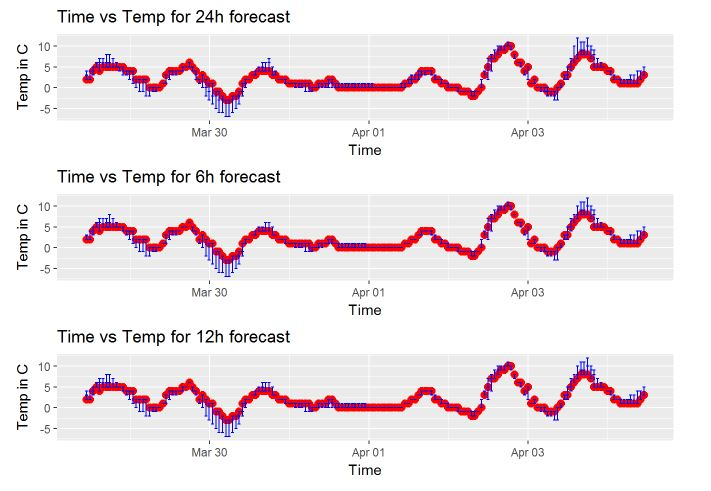 Time vs Temp for 24h forecast
Temp in C
10
5
0
-5
Mar 30 Apr 01 Apr 03
Time
Time vs Temp for 6h forecast
Temp in C
10
5
0
-5
Mar 30 Apr 01 Apr 03
Time
Time vs Temp for 12h forecast
Temp in C
10
5
0
-5
Mar 30 Apr 01 Apr 03
Time